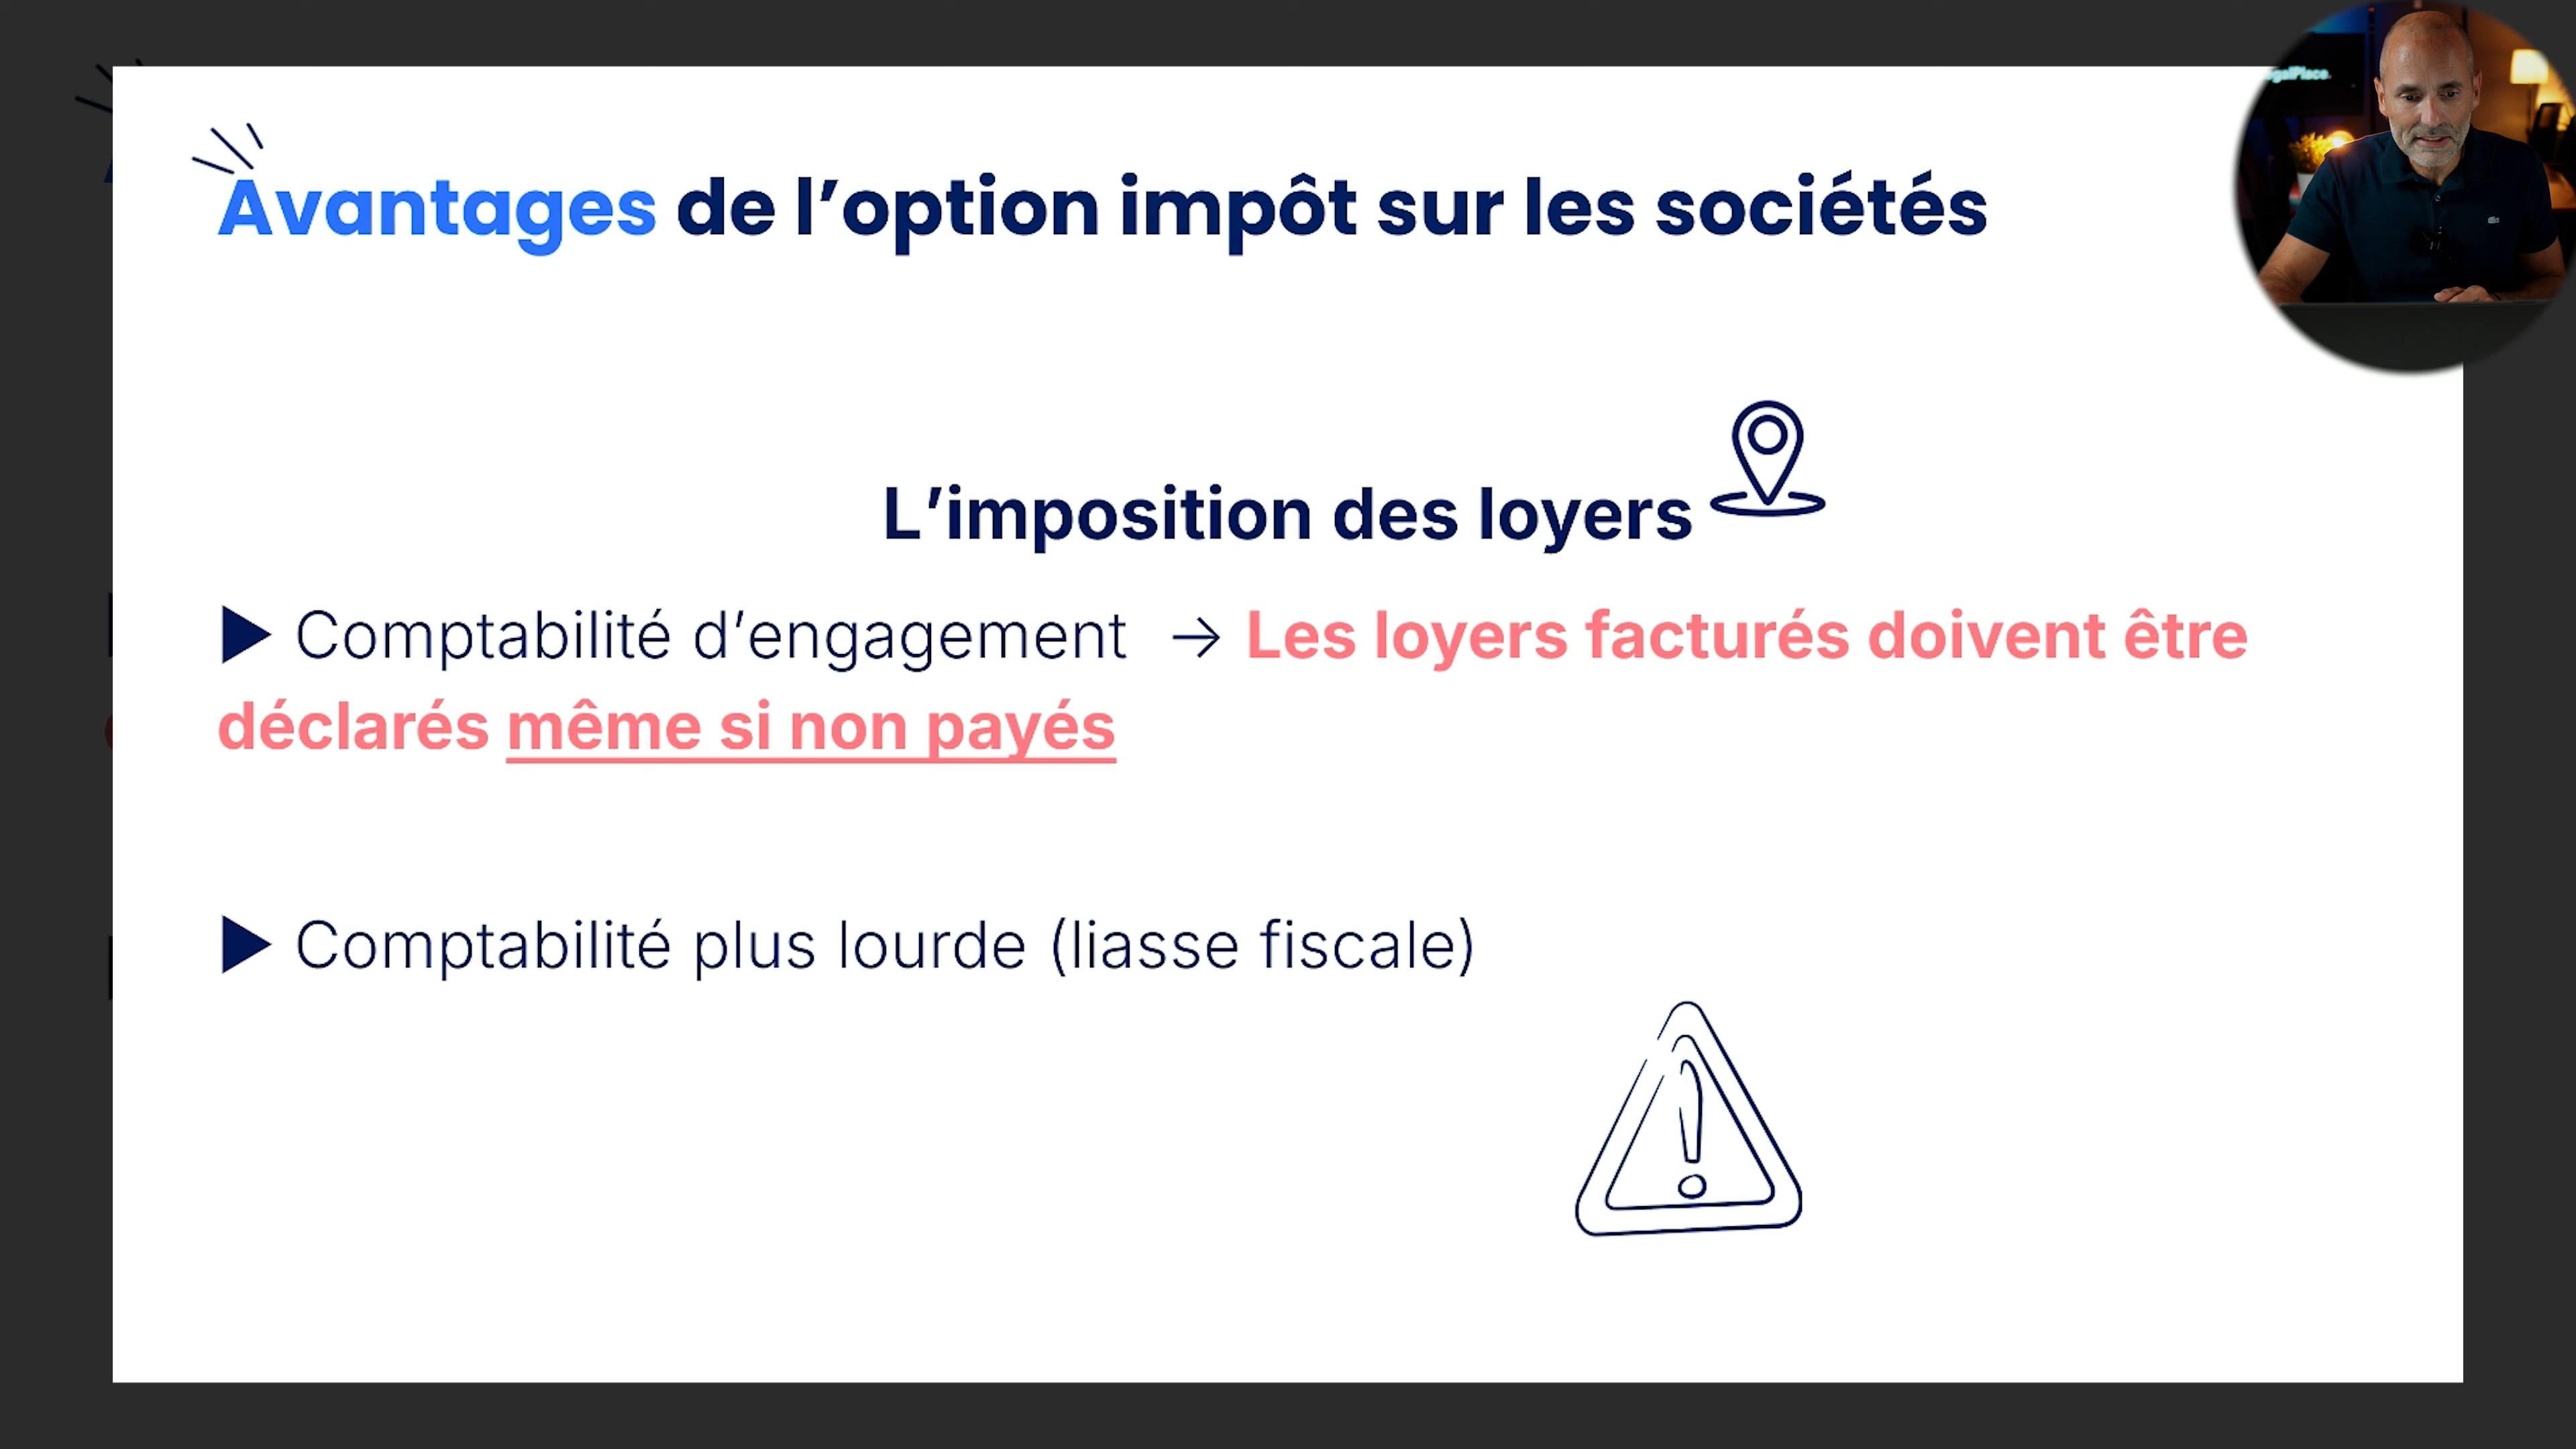 Avantages de l’option impôt sur les sociétés
L’imposition des loyers
▶ Comptabilité d’engagement → Les loyers facturés doivent être
déclarés même si non payés
▶ Comptabilité plus lourde (liasse fiscale)